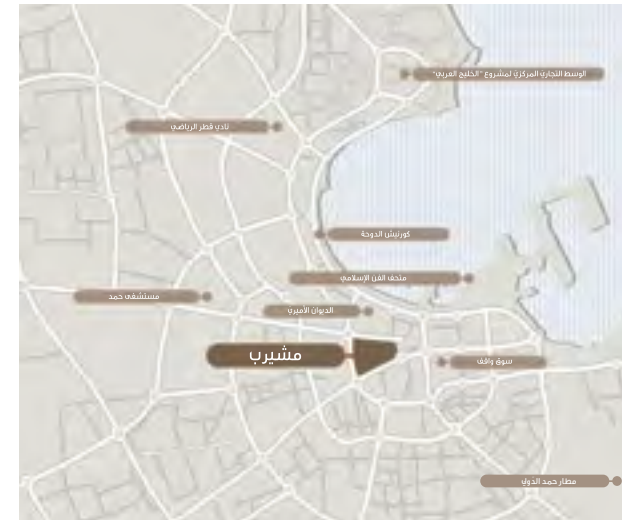 الوسط التجاري المركزي لمشروع "الخليج العربي"
نادي قطر الرياضي
كورنيش الدوحة
متحف الفن الإسلامي
مستشفى حمد
الديوان الأميري
مشيرب
سوق واقف
مطار حمد الدولي